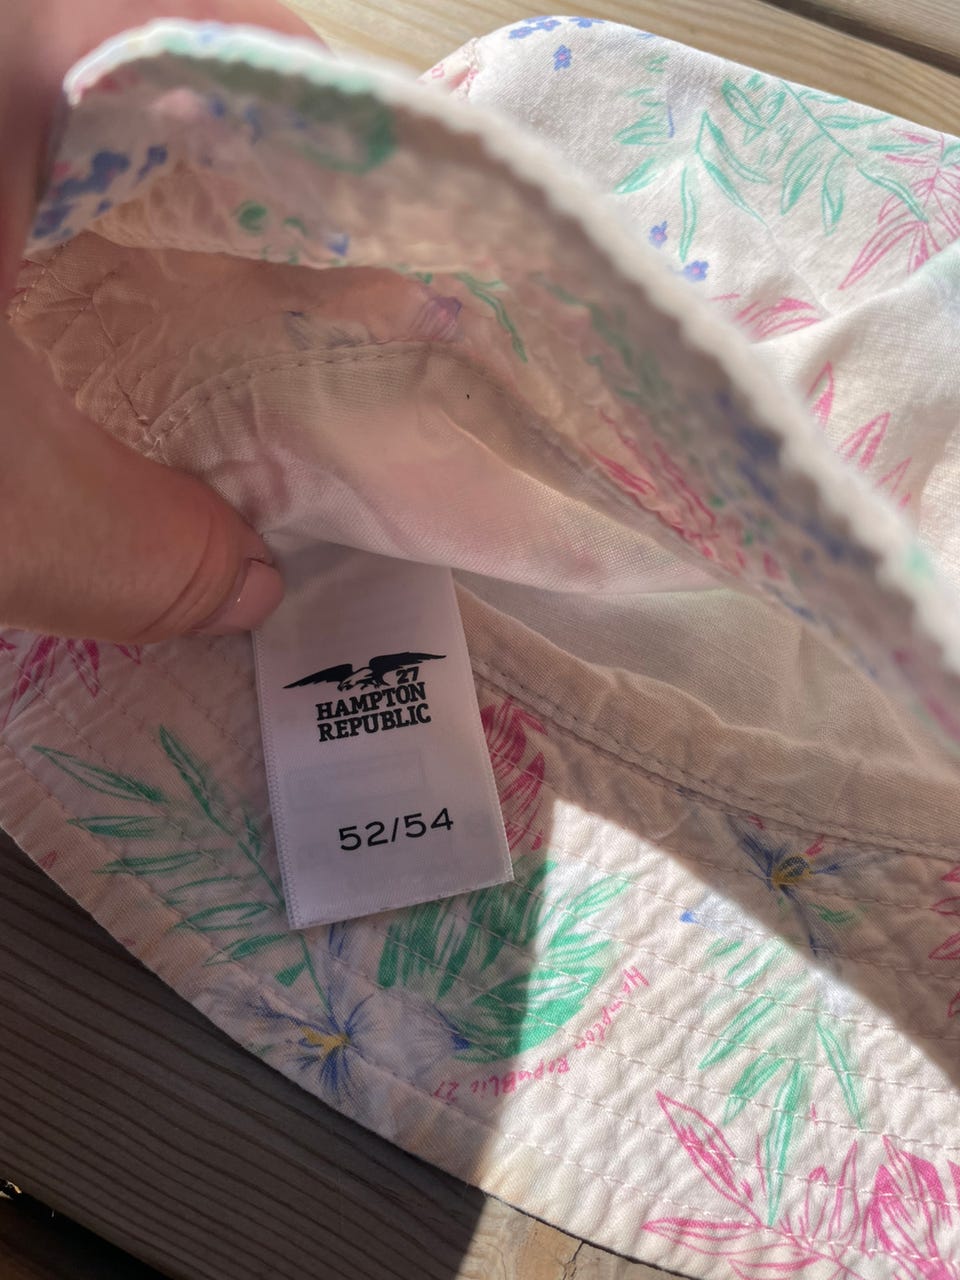 27
HAMPTON
REPUBLIC
52/54
Hampton Republic 27